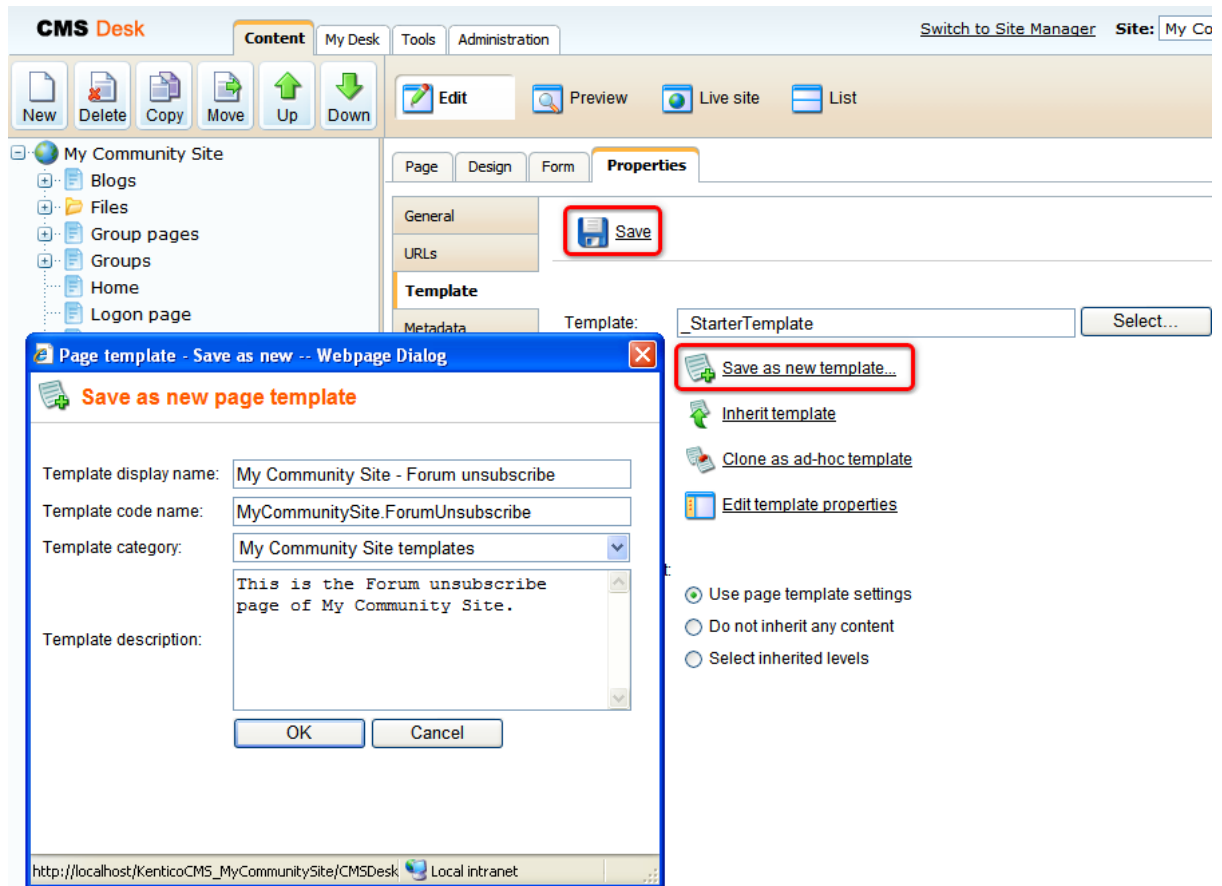 CMS Desk
Content
My Desk
Tools
Administration
Switch to Site Manager
Site: My Co
New
Delete
Copy
Move
Up
Down
Edit
Preview
Live site
List
My Community Site
Blogs
Files
Group pages
Groups
Home
Logon page
Page
Design
Form
Properties
General
URLs
Template
Metadata
Save
Template: _StarterTemplate Select...
Save as new template...
Inherit template
Clone as ad-hoc template
Edit template properties
Use page template settings
Do not inherit any content
Select inherited levels
Page template - Save as new -- Webpage Dialog
Save as new page template
Template display name: My Community Site - Forum unsubscribe
Template code name: MyCommunitySite.ForumUnsubscribe
Template category: My Community Site templates
Template description:
This is the Forum unsubscribe
page of My Community Site.
OK
Cancel
http://localhost/KenticoCMS_MyCommunitySite/CMSDesk
Local intranet